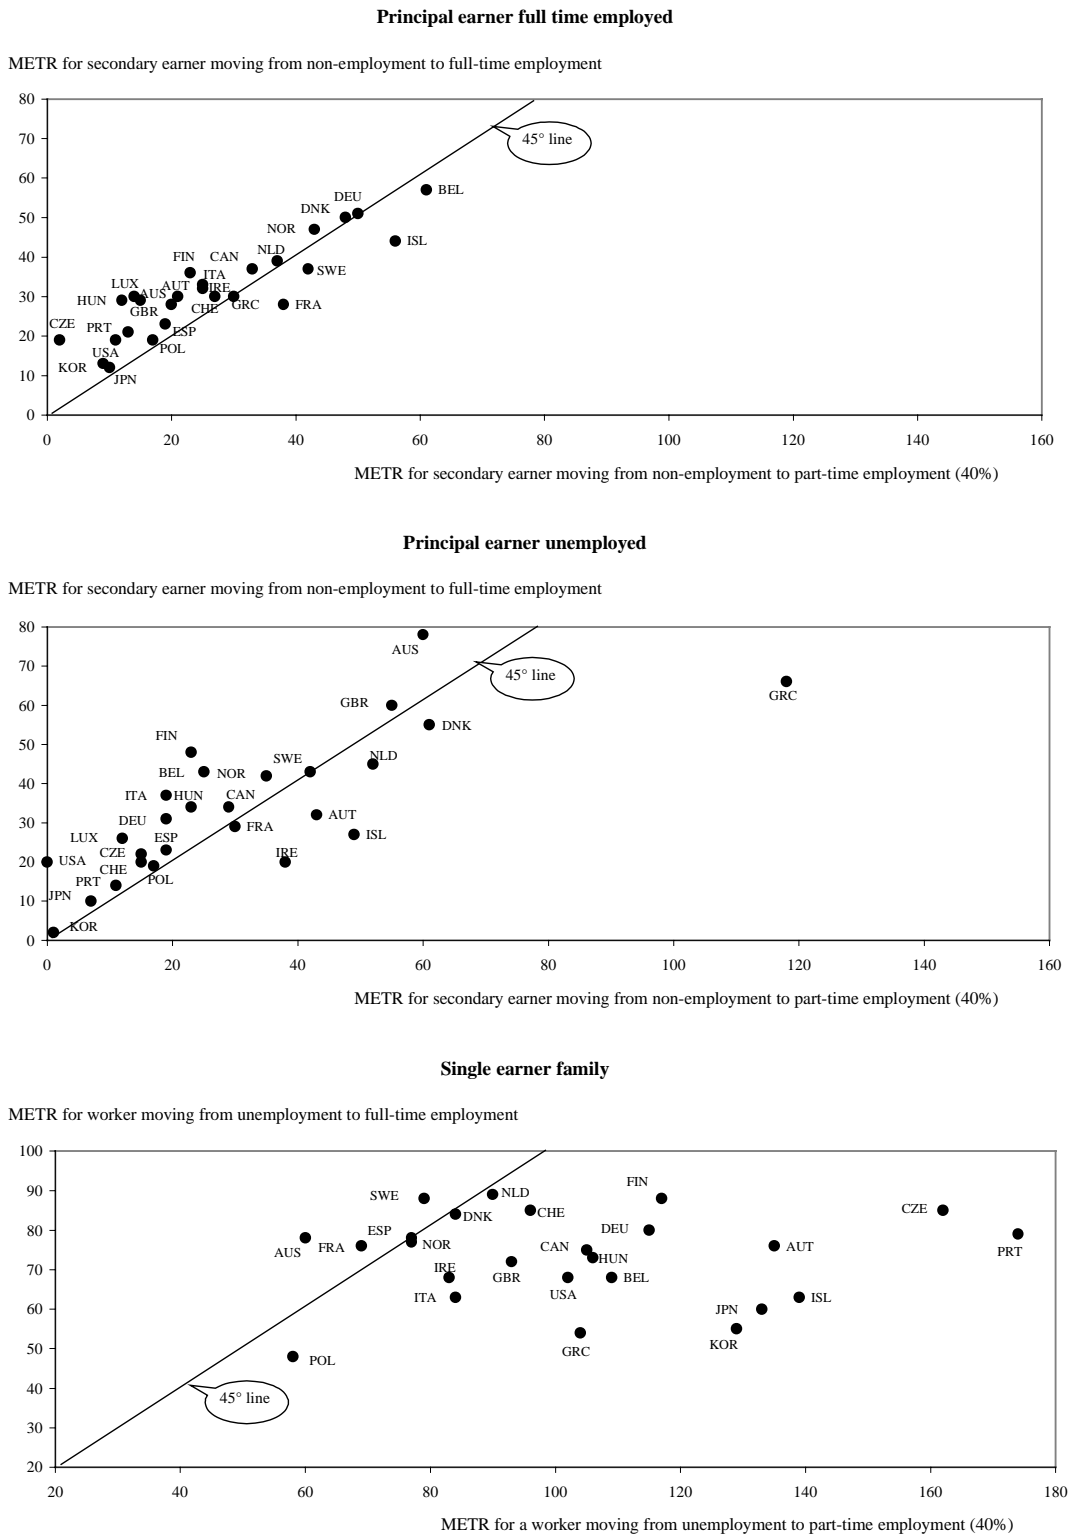 Principal earner full time employed
METR for secondary earner moving from non-employment to full-time employment
80
70
45° line
60
BEL
DEU
50
DNK
NOR
ISL
40
NLD
FIN
CAN
SWE
ITA
LUX
AUT
IRE
30
HUN
AUS
GBR
CHE
GRC
FRA
CZE
PRT
ESP
20
USA
POL
KOR
10
JPN
0
0 20 40 60 80 100 120 140 160
METR for secondary earner moving from non-employment to part-time employment (40%)
Principal earner unemployed
METR for secondary earner moving from non-employment to full-time employment
80
AUS
70
45° line
GRC
60
GBR
DNK
50
FIN
SWE
NLD
BEL
NOR
40
ITA
HUN
CAN
DEU
AUT
30
FRA
ISL
LUX
ESP
CZE
IRE
20
USA
CHE
POL
PRT
10
JPN
KOR
0
0 20 40 60 80 100 120 140 160
METR for secondary earner moving from non-employment to part-time employment (40%)
Single earner family
METR for worker moving from unemployment to full-time employment
100
90
SWE
NLD
FIN
CZE
DNK
CHE
80
ESP
DEU
AUS
FRA
NOR
CAN
AUT
PRT
70
IRE
GBR
HUN
BEL
USA
ITA
ISL
60
JPN
KOR
GRC
50
POL
40
45° line
30
20
20 40 60 80 100 120 140 160 180
METR for a worker moving from unemployment to part-time employment (40%)